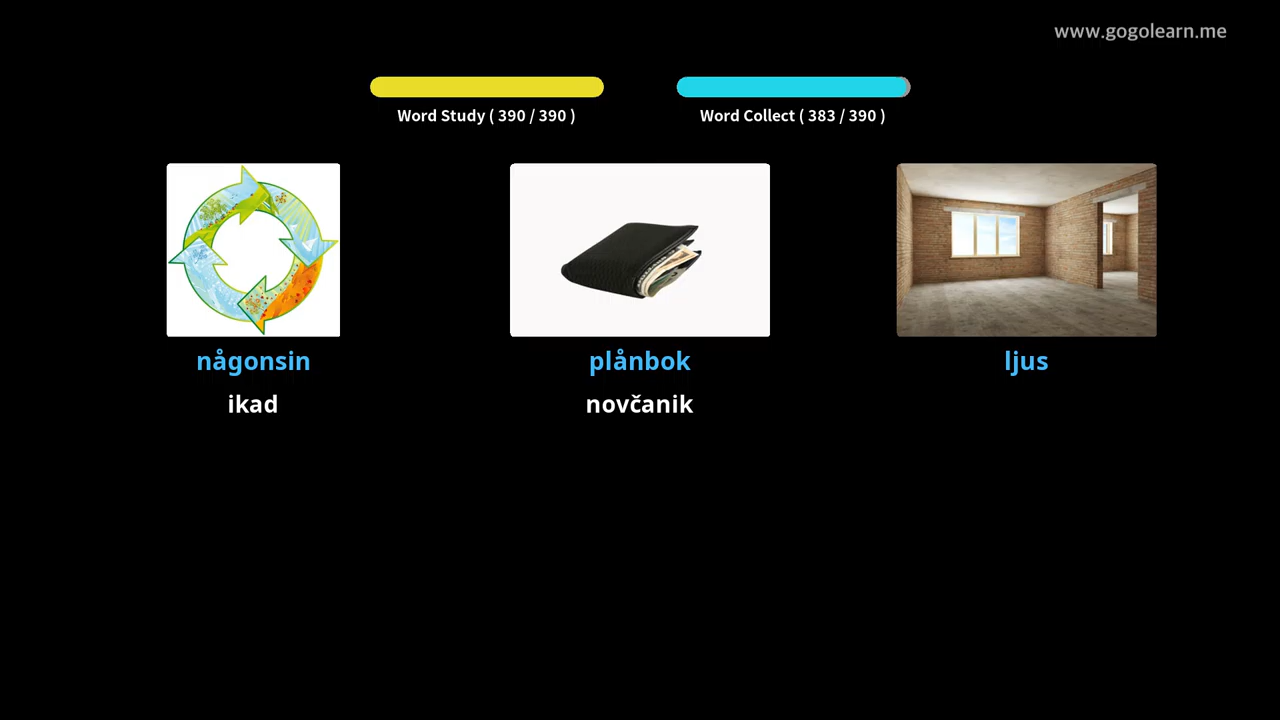 www.gogolearn.me
Word Study ( 390 / 390 )
Word Collect ( 383 / 390 )
någonsin
plånbok
ljus
ikad
novčanik